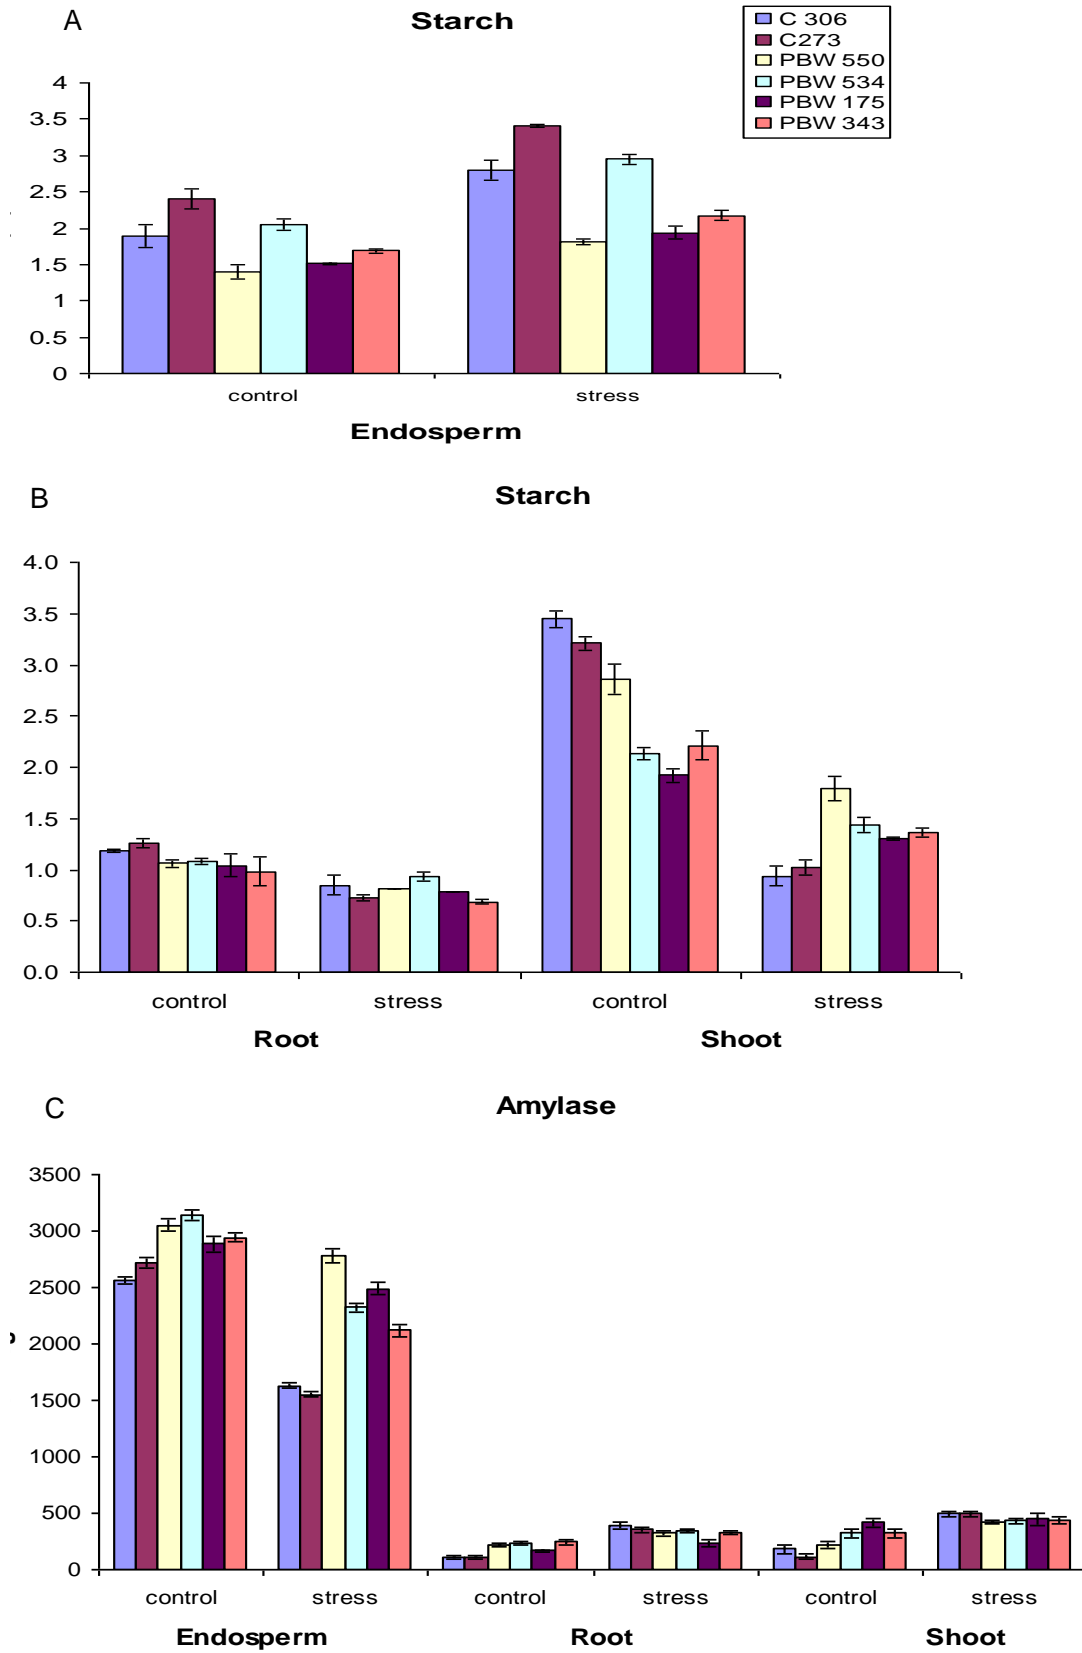 A
Starch
C 306
C273
PBW 550
PBW 534
PBW 175
PBW 343
4
3.5
3
2.5
2
1.5
1
0.5
0
control stress
Endosperm
B
Starch
4.0
3.5
3.0
2.5
2.0
1.5
1.0
0.5
0.0
control stress control stress
Root Shoot
C
Amylase
3500
3000
2500
2000
1500
1000
500
0
control stress control stress control stress
Endosperm Root Shoot